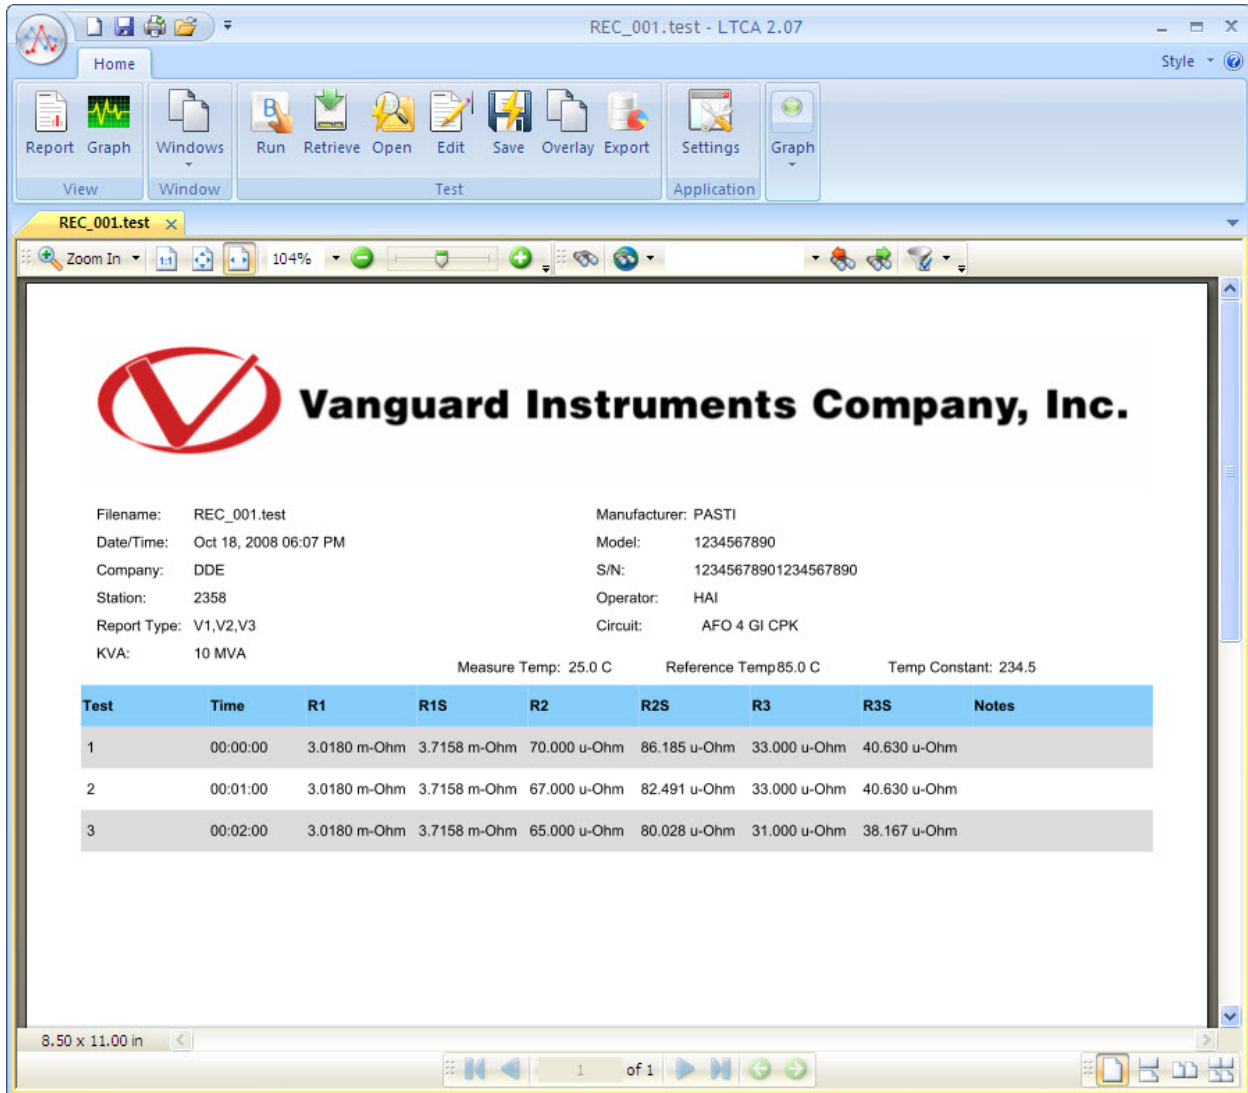 REC_001.test - LTCA 2.07
Home
Style
Report Graph Windows Run Retrieve Open Edit Save Overlay Export Settings Graph
View Window Test Application
REC_001.test
Zoom In 1:1 104%
Vanguard Instruments Company, Inc.
Filename: REC_001.test Manufacturer: PASTI
Date/Time: Oct 18, 2008 06:07 PM Model: 1234567890
Company: DDE S/N: 12345678901234567890
Station: 2358 Operator: HAI
Report Type: V1,V2,V3 Circuit: AFO 4 GI CPK
KVA: 10 MVA
Measure Temp: 25.0 C Reference Temp85.0 C Temp Constant: 234.5
Test Time R1 R1S R2 R2S R3 R3S Notes
1 00:00:00 3.0180 m-Ohm 3.7158 m-Ohm 70.000 u-Ohm 86.185 u-Ohm 33.000 u-Ohm 40.630 u-Ohm
2 00:01:00 3.0180 m-Ohm 3.7158 m-Ohm 67.000 u-Ohm 82.491 u-Ohm 33.000 u-Ohm 40.630 u-Ohm
3 00:02:00 3.0180 m-Ohm 3.7158 m-Ohm 65.000 u-Ohm 80.028 u-Ohm 31.000 u-Ohm 38.167 u-Ohm
8.50 x 11.00 in
1 of 1